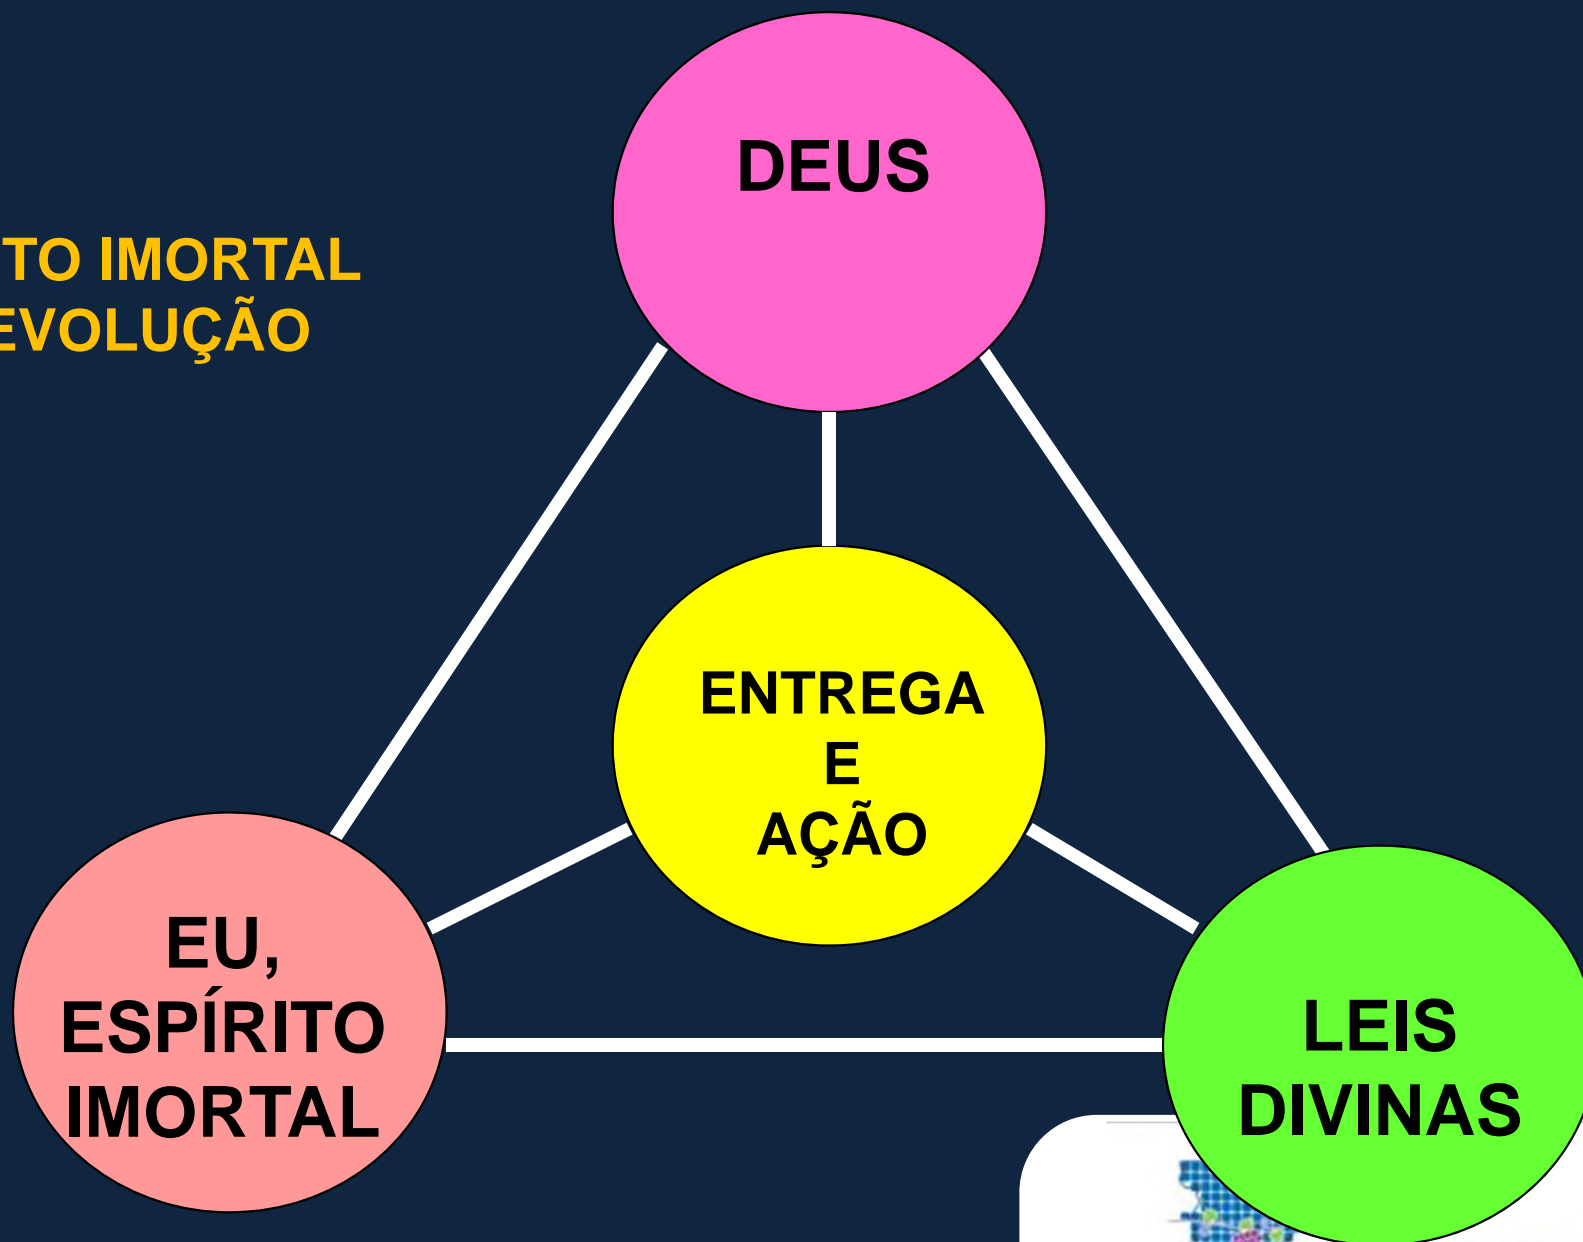 DEUS
TO IMORTAL
EVOLUÇÃO
ENTREGA
E
AÇÃO
EU,
ESPÍRITO
IMORTAL
LEIS
DIVINAS